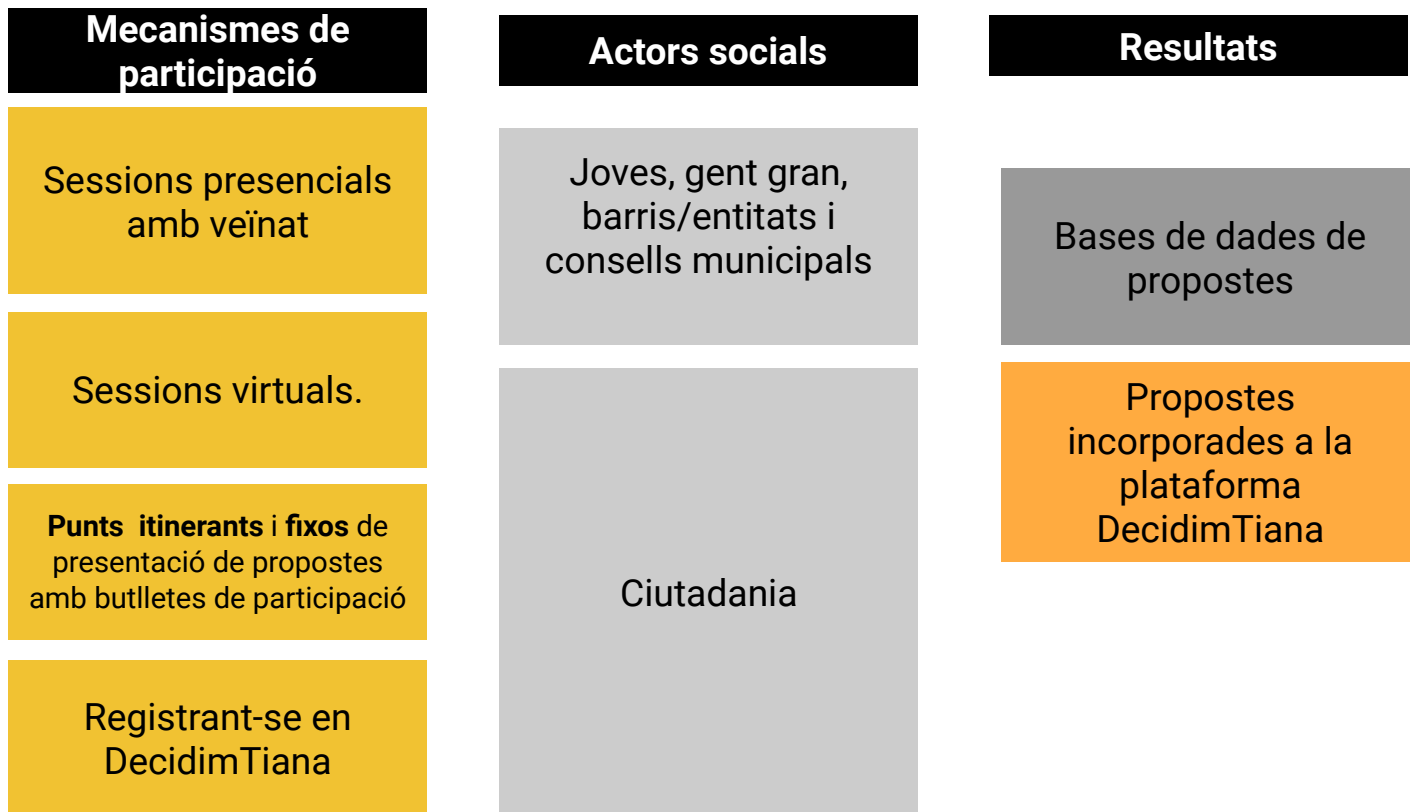 Mecanismes de
participació
Sessions presencials
amb veïnat
Sessions virtuals.
Punts itinerants i fixos de
presentació de propostes
amb butlletes de participació
Registrant-se en
DecidimTiana
Actors socials
Joves, gent gran,
barris/entitats i
consells municipals
Ciutadania
Resultats
Bases de dades de
propostes
Propostes
incorporades a la
plataforma
DecidimTiana